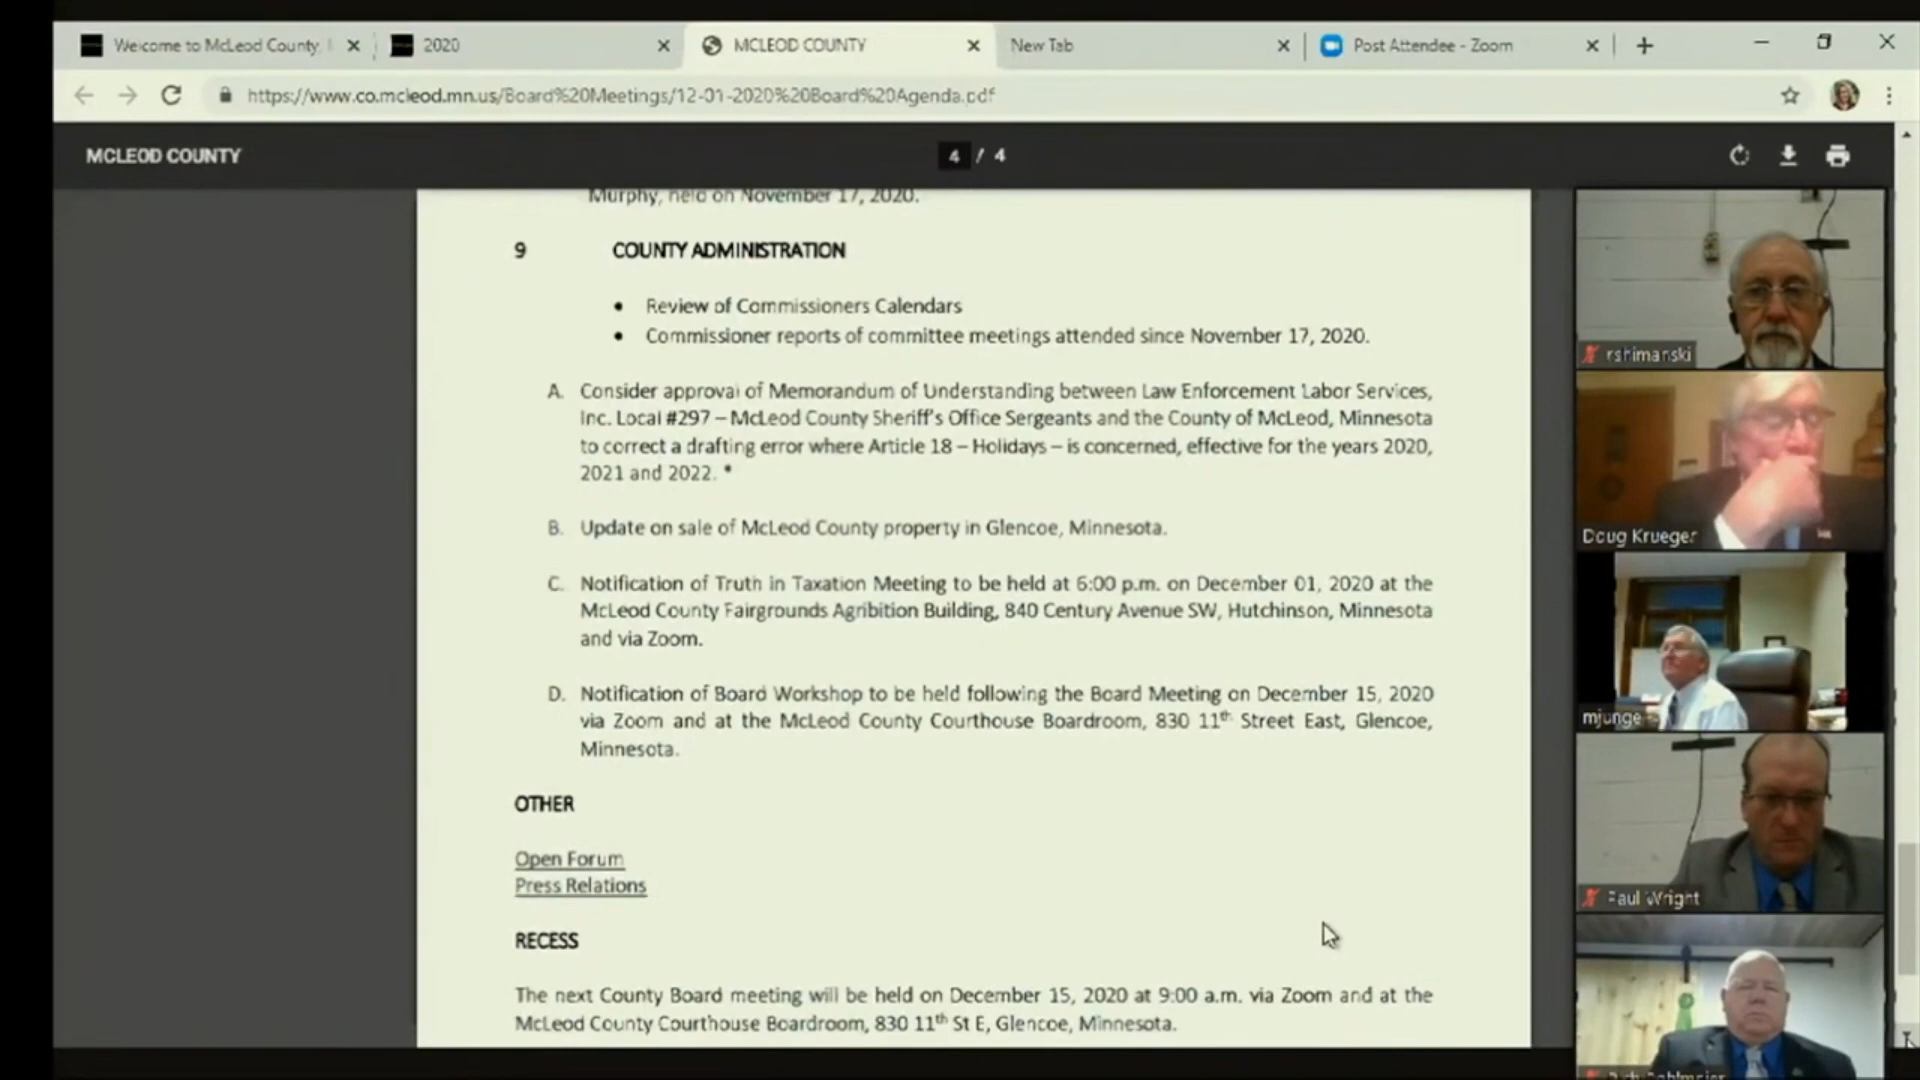 Welcome to McLeod County,
2020
MCLEOD COUNTY
New Tab
Post Attendee - Zoom
https://www.co.mcleod.mn.us/Board%20Meetings/12-01-2020%20Board%20Agenda.pdf
MCLEOD COUNTY
4 / 4
Murphy, held on November 17, 2020.
9 COUNTY ADMINISTRATION
• Review of Commissioners Calendars
• Commissioner reports of committee meetings attended since November 17, 2020.
A. Consider approval of Memorandum of Understanding between Law Enforcement Labor Services,
Inc. Local #297 – McLeod County Sheriff's Office Sergeants and the County of McLeod, Minnesota
to correct a drafting error where Article 18 – Holidays – is concerned, effective for the years 2020,
2021 and 2022. *
B. Update on sale of McLeod County property in Glencoe, Minnesota.
C. Notification of Truth in Taxation Meeting to be held at 6:00 p.m. on December 01, 2020 at the
McLeod County Fairgrounds Agribition Building, 840 Century Avenue SW, Hutchinson, Minnesota
and via Zoom.
D. Notification of Board Workshop to be held following the Board Meeting on December 15, 2020
via Zoom and at the McLeod County Courthouse Boardroom, 830 11th Street East, Glencoe,
Minnesota.
OTHER
Open Forum
Press Relations
RECESS
The next County Board meeting will be held on December 15, 2020 at 9:00 a.m. via Zoom and at the
McLeod County Courthouse Boardroom, 830 11th St E, Glencoe, Minnesota.
rshimanski
Doug Krueger
mjunge
Paul Wright